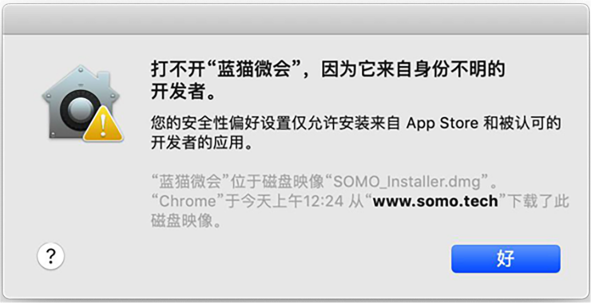 打不开“蓝猫微会”，因为它来自身份不明的
开发者。
您的安全性偏好设置仅允许安装来自 App Store 和被认可的
开发者的应用。
“蓝猫微会”位于磁盘映像“SOMO_Installer.dmg”。
“Chrome”于今天上午12:24 从“www.somo.tech”下载了此
磁盘映像。
?
好